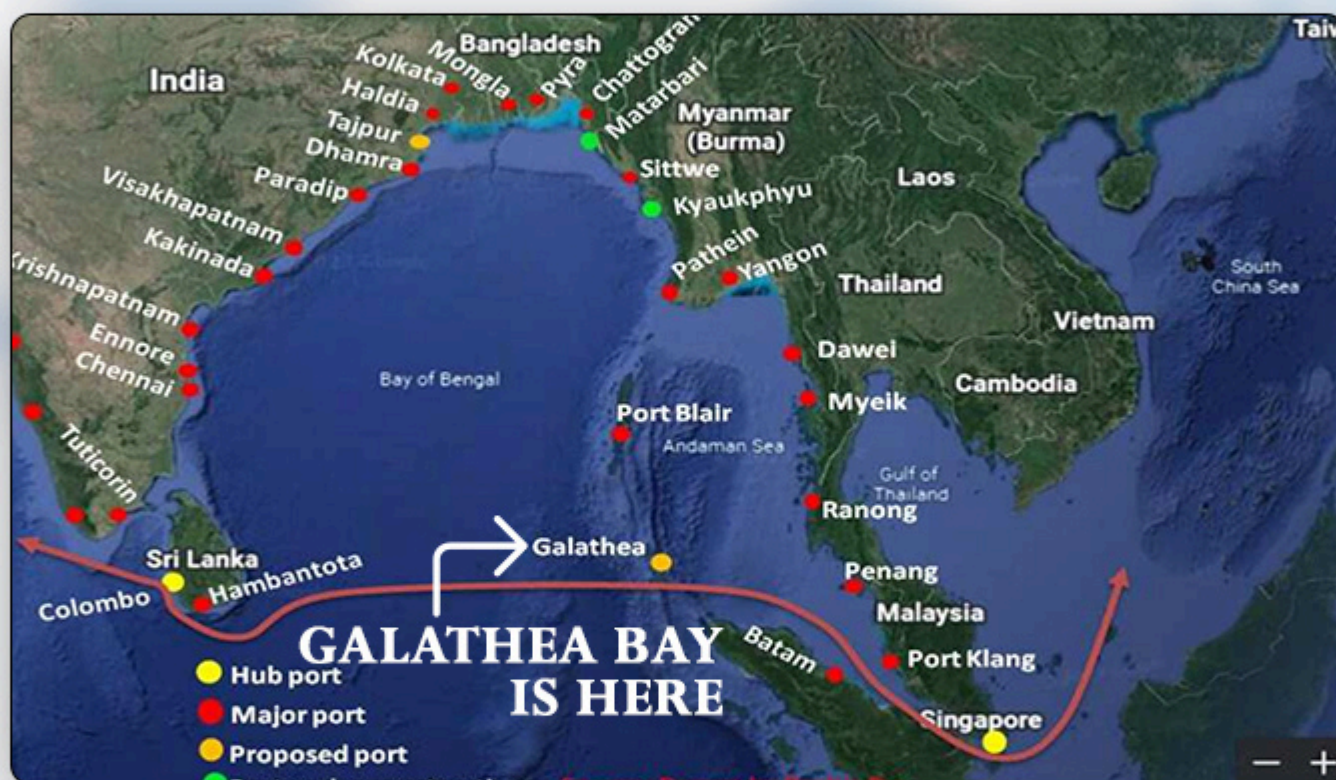 Taiw
Bangladesh
India
Kolkata
Mongla
Pyra
Chattogram
Haldia
Matarbari
Tajpur
Myanmar
(Burma)
Dhamra
Sittwe
Laos
Paradip
Kyaukphyu
Visakhapatnam
Kakinada
Pathein
Yangon
Thailand
South
China Sea
Krishnapatnam
Vietnam
Ennore
Dawei
Chennai
Bay of Bengal
Cambodia
Myeik
Port Blair
Andaman Sea
Tuticorin
Gulf of
Thailand
Ranong
Galathea
Sri Lanka
Hambantota
Colombo
Penang
Malaysia
GALATHEA BAY
IS HERE
Batam
Port Klang
Singapore
Hub port
Major port
Proposed port